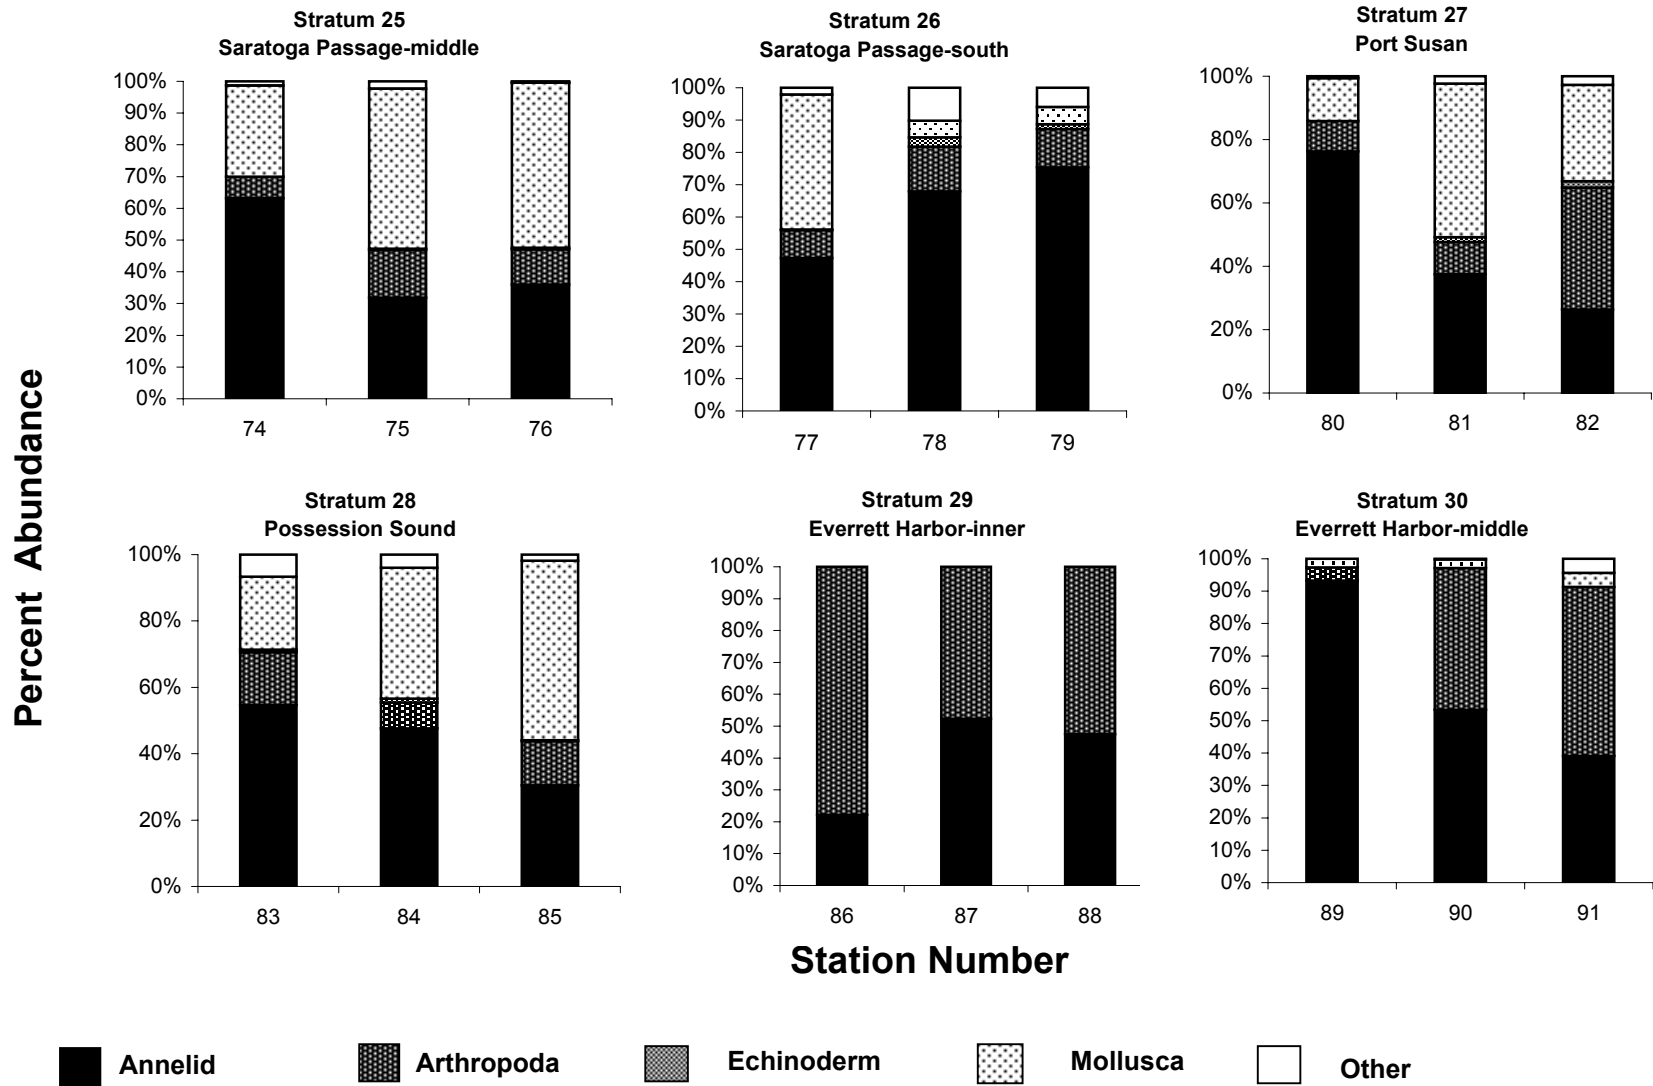 Stratum 25
Saratoga Passage-middle
100%
90%
80%
70%
60%
50%
40%
30%
20%
10%
0%
74 75 76
Stratum 26
Saratoga Passage-south
100%
90%
80%
70%
60%
50%
40%
30%
20%
10%
0%
77 78 79
Stratum 27
Port Susan
100%
80%
60%
40%
20%
0%
80 81 82
Percent Abundance
Stratum 28
Possession Sound
100%
80%
60%
40%
20%
0%
83 84 85
Stratum 29
Everrett Harbor-inner
100%
90%
80%
70%
60%
50%
40%
30%
20%
10%
0%
86 87 88
Stratum 30
Everrett Harbor-middle
100%
90%
80%
70%
60%
50%
40%
30%
20%
10%
0%
89 90 91
Station Number
Annelid Arthropoda Echinoderm Mollusca Other